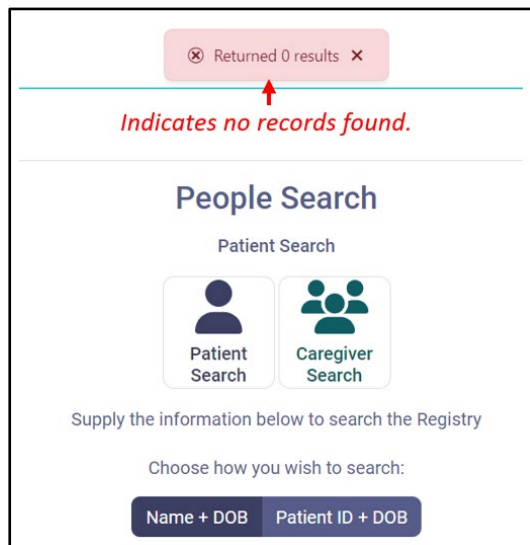 Returned 0 results
Indicates no records found.
People Search
Patient Search
Patient Search
Caregiver Search
Supply the information below to search the Registry
Choose how you wish to search:
Name + DOB
Patient ID + DOB